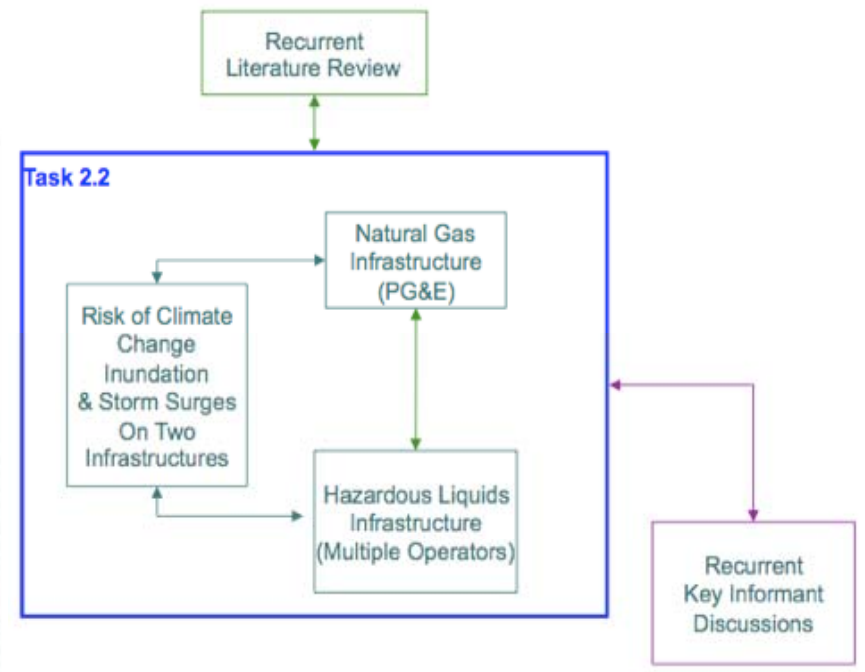 Recurrent
Literature Review
Task 2.2
Natural Gas
Infrastructure
(PG&E)
Risk of Climate
Change
Inundation
& Storm Surges
On Two
Infrastructures
Hazardous Liquids
Infrastructure
(Multiple Operators)
Recurrent
Key Informant
Discussions